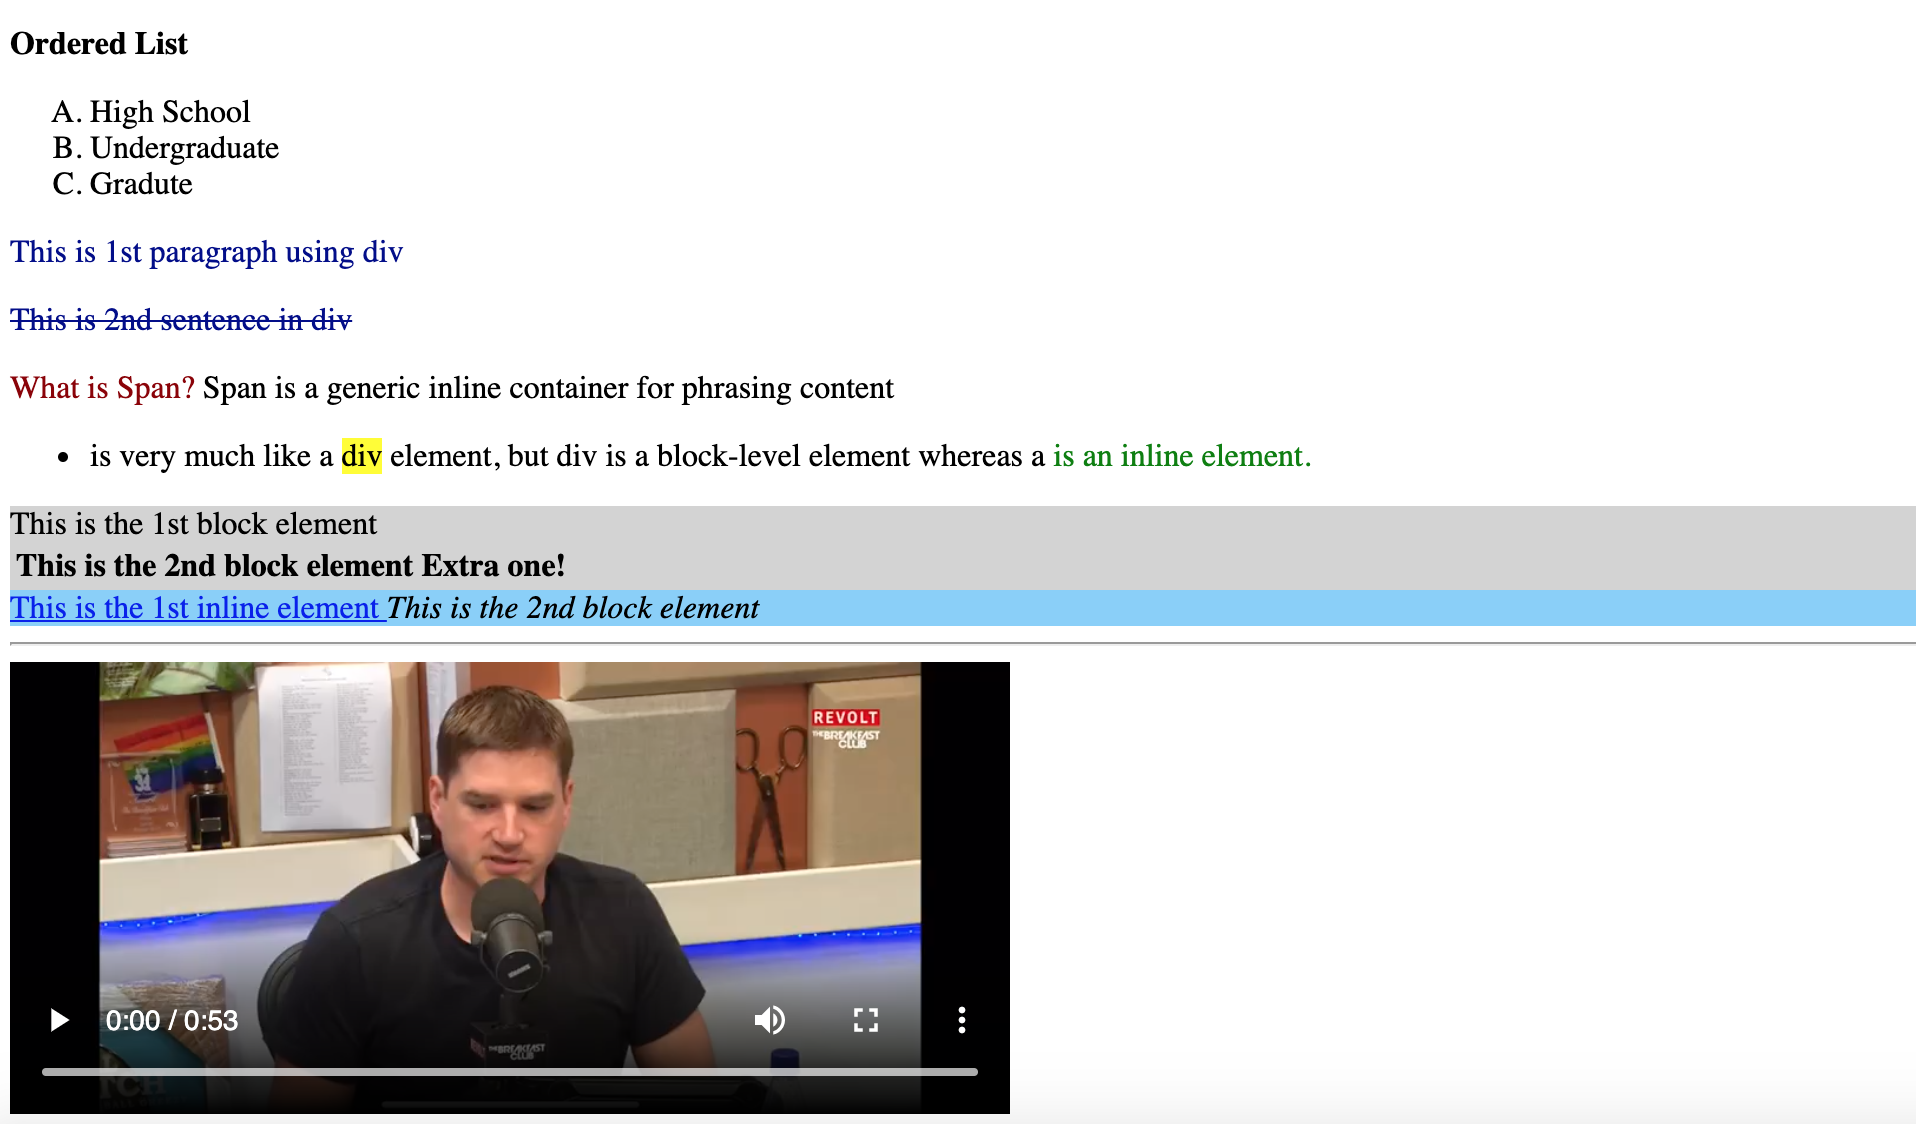 Ordered List
A. High School
B. Undergraduate
C. Gradute
This is 1st paragraph using div
This is 2nd sentence in div
What is Span? Span is a generic inline container for phrasing content
• is very much like a div element, but div is a block-level element whereas a is an inline element.
This is the 1st block element
This is the 2nd block element Extra one!
This is the 1st inline element This is the 2nd block element
REVOLT
THE BREAKFAST
CLUB
0:00 / 0:53
THE BREAKFAST
CLUB